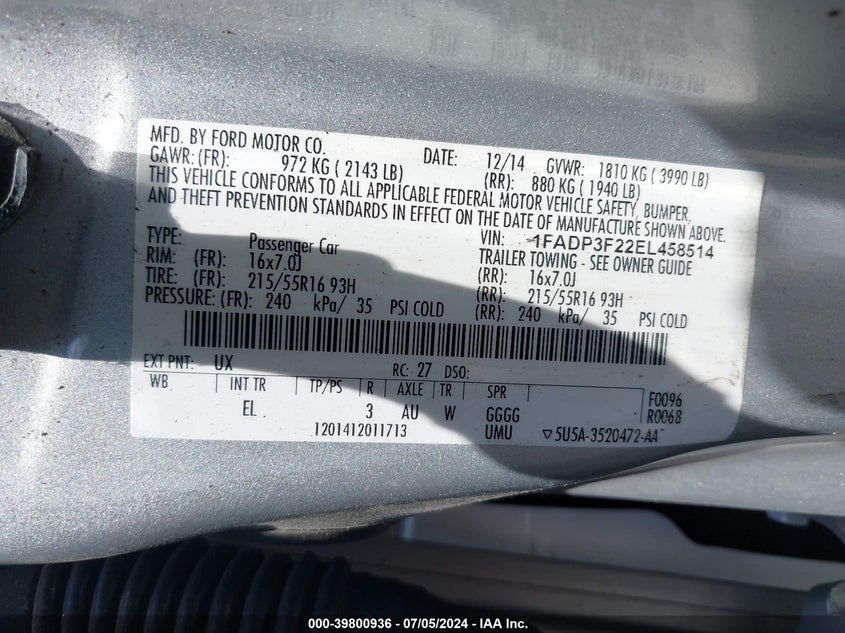 MFD. BY FORD MOTOR CO. DATE: 12/14 GVWR: 1810 KG ( 3990 LB)
GAWR: (FR): 972 KG ( 2143 LB) (RR): 880 KG ( 1940 LB)
THIS VEHICLE CONFORMS TO ALL APPLICABLE FEDERAL MOTOR VEHICLE SAFETY, BUMPER,
AND THEFT PREVENTION STANDARDS IN EFFECT ON THE DATE OF MANUFACTURE SHOWN ABOVE.
VIN: 1FADP3F22EL458514
TYPE: Passenger Car TRAILER TOWING - SEE OWNER GUIDE
RIM: (FR): 16x7.0J (RR): 16x7.0J
TIRE: (FR): 215/55R16 93H (RR): 215/55R16 93H
PRESSURE: (FR): 240 kPa/ 35 PSI COLD (RR): 240 kPa/ 35 PSI COLD
EXT PNT: UX RC: 27 DSO:
WB INT TR TP/PS R AXLE TR SPR F0096
EL 3 AU W GGGG R0068
1201412011713 UMU ▽5U5A-3520472-AA
000-39800936 - 07/05/2024 - IAA Inc.